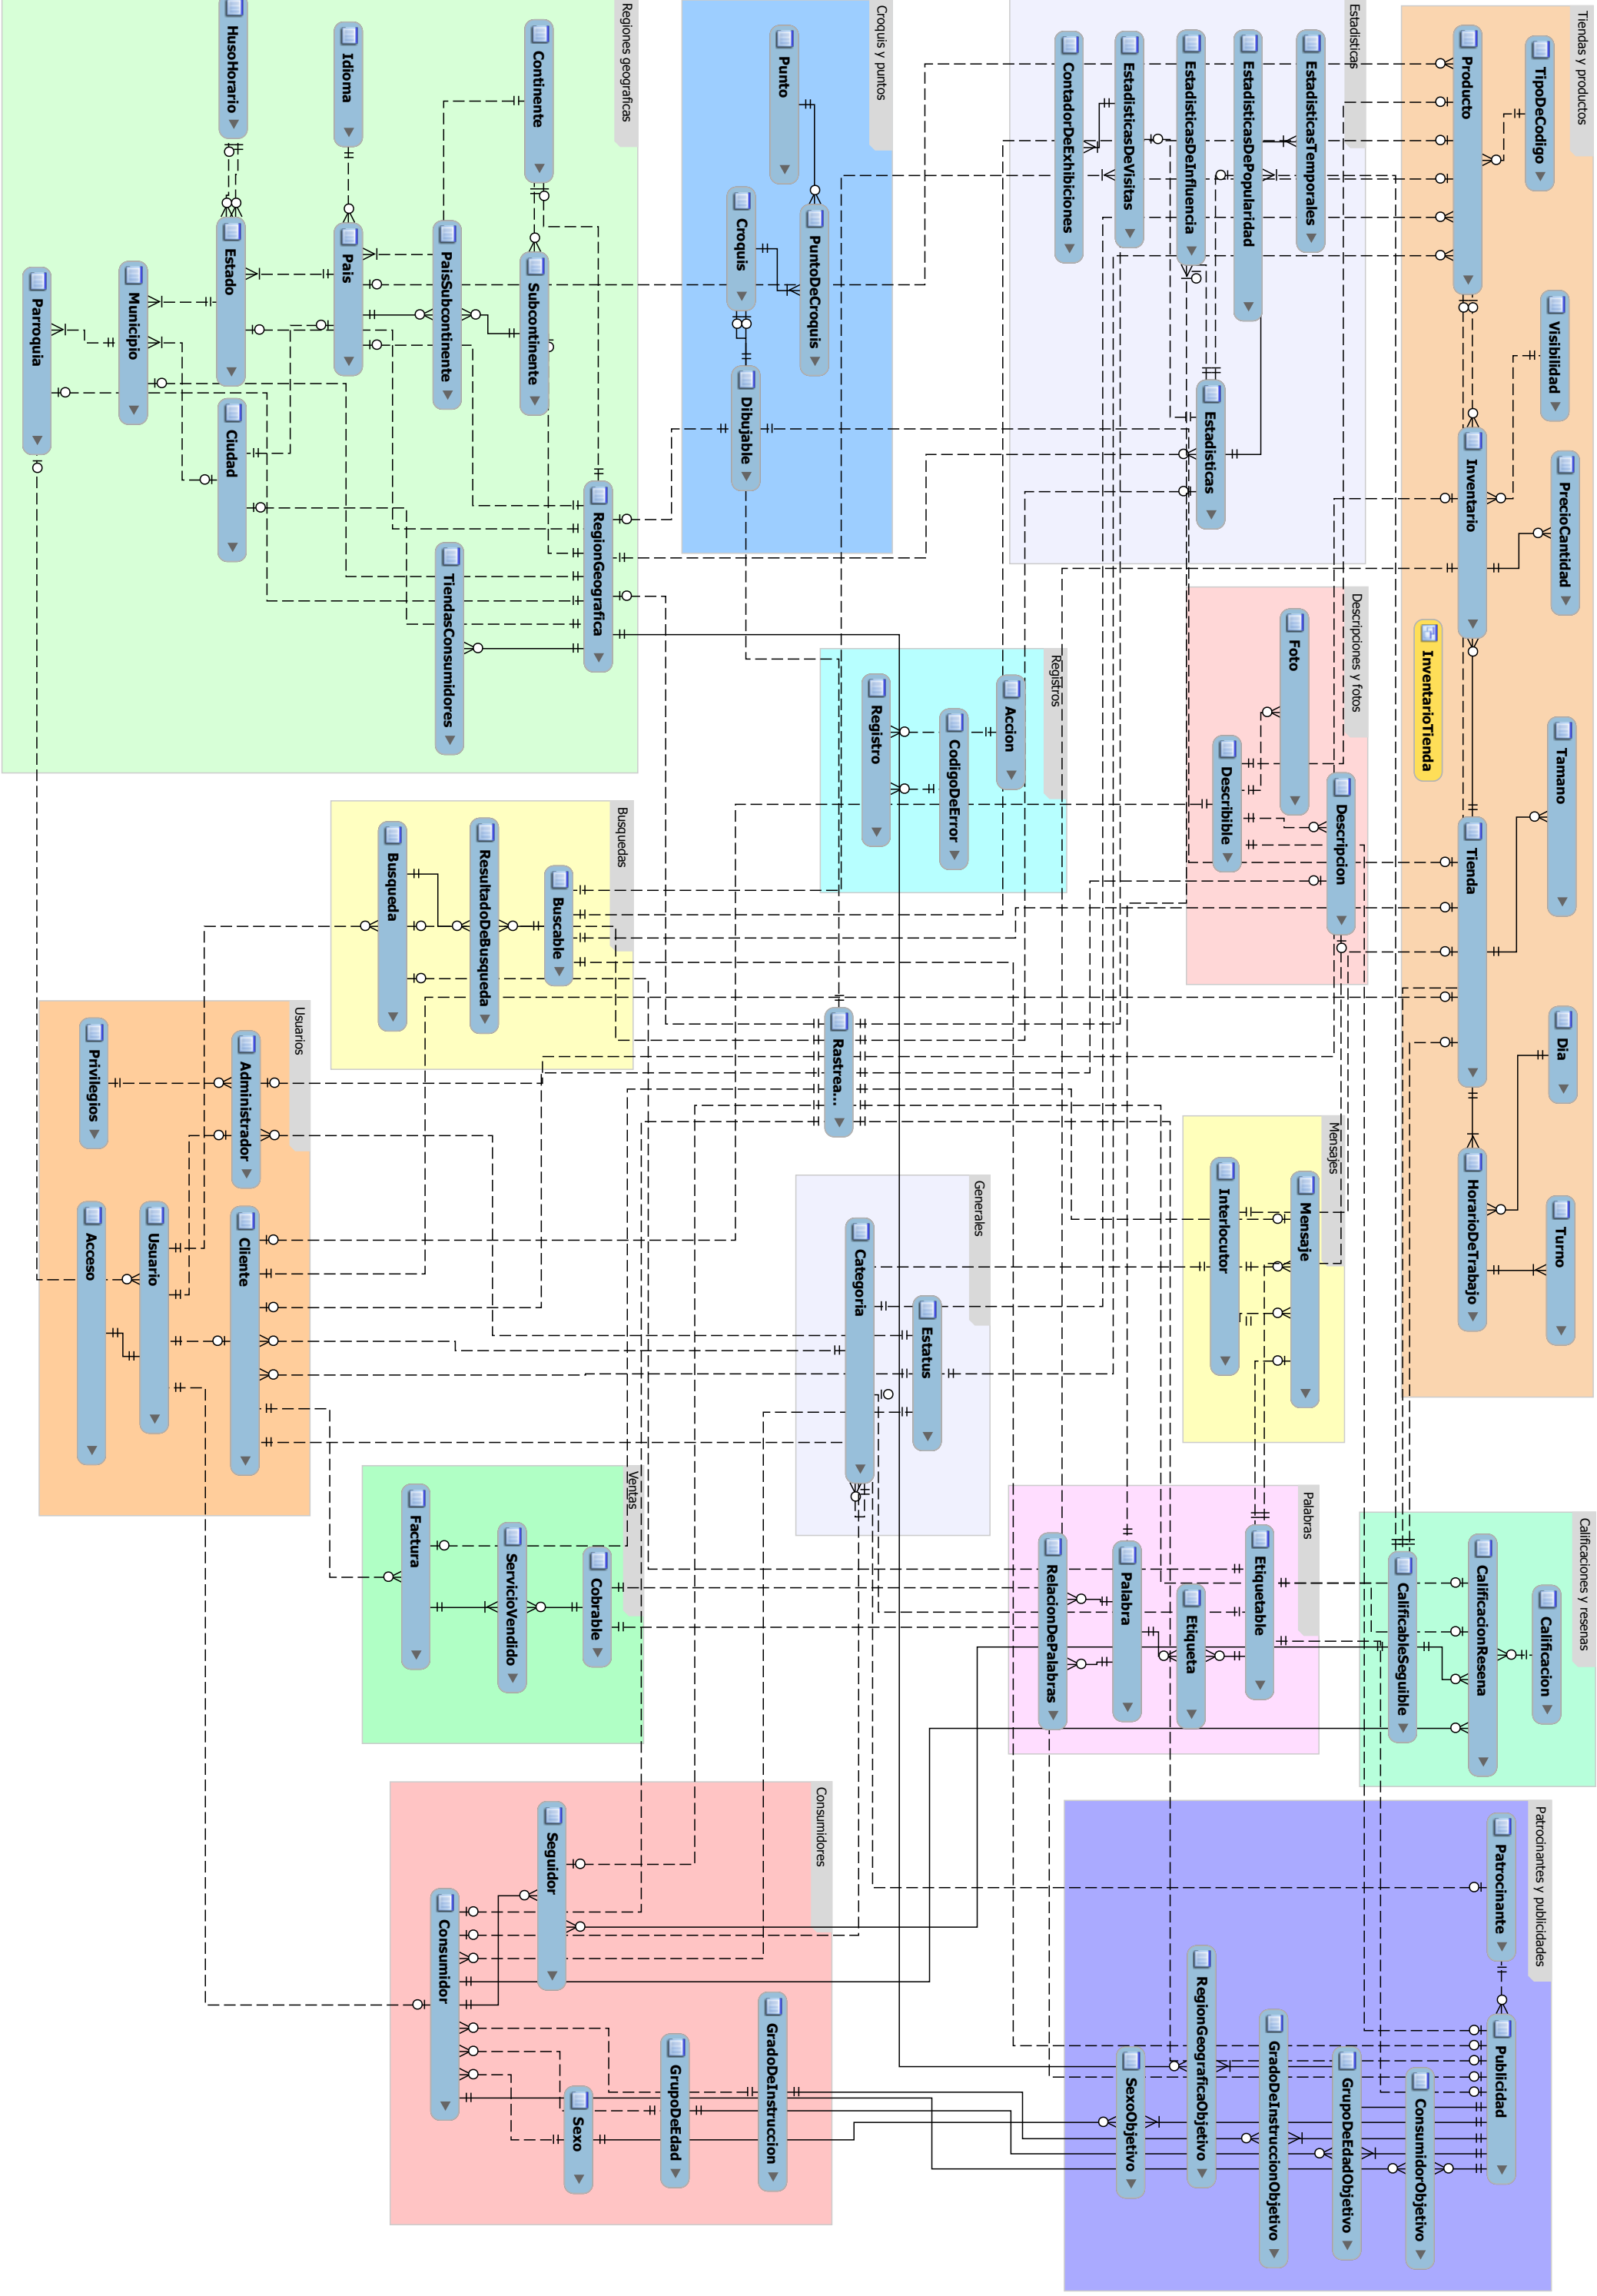 Tiendas y productos
TipoDeCodigo
Producto
Visibilidad
PrecioCantidad
Inventario
InventarioTienda
Tamano
Tienda
Dia
Turno
HorarioDeTrabajo
Estadisticas
EstadisticasTemporales
EstadisticasDePopularidad
EstadisticasDeInfluencia
EstadisticasDeVisitas
ContadorDeExhibiciones
Estadisticas
Descripciones y fotos
Foto
Descripcion
Describible
Mensajes
Mensaje
Interlocutor
Calificaciones y resenas
Calificacion
CalificacionResena
CalificableSeguible
Patrocinantes y publicidades
Patrocinante
Publicidad
ConsumidorObjetivo
GrupoDeEdadObjetivo
GradoDeInstruccionObjetivo
RegionGeograficaObjetivo
SexoObjetivo
Croquis y puntos
Punto
PuntoDeCroquis
Croquis
Dibujable
Registros
Accion
CodigoDeError
Registro
Rastrea...
Generales
Estatus
Categoria
Palabras
Etiquetable
Etiqueta
Palabra
RelacionDePalabras
Regiones geograficas
Continente
Subcontinente
PaisSubcontinente
Idioma
Pais
HusoHorario
Estado
Ciudad
Municipio
Parroquia
RegionGeografica
TiendasConsumidores
Busquedas
Buscable
ResultadoDeBusqueda
Busqueda
Usuarios
Administrador
Privilegios
Cliente
Usuario
Acceso
Ventas
Cobrable
ServicioVendido
Factura
Consumidores
Seguidor
Consumidor
GradoDeInstruccion
GrupoDeEdad
Sexo